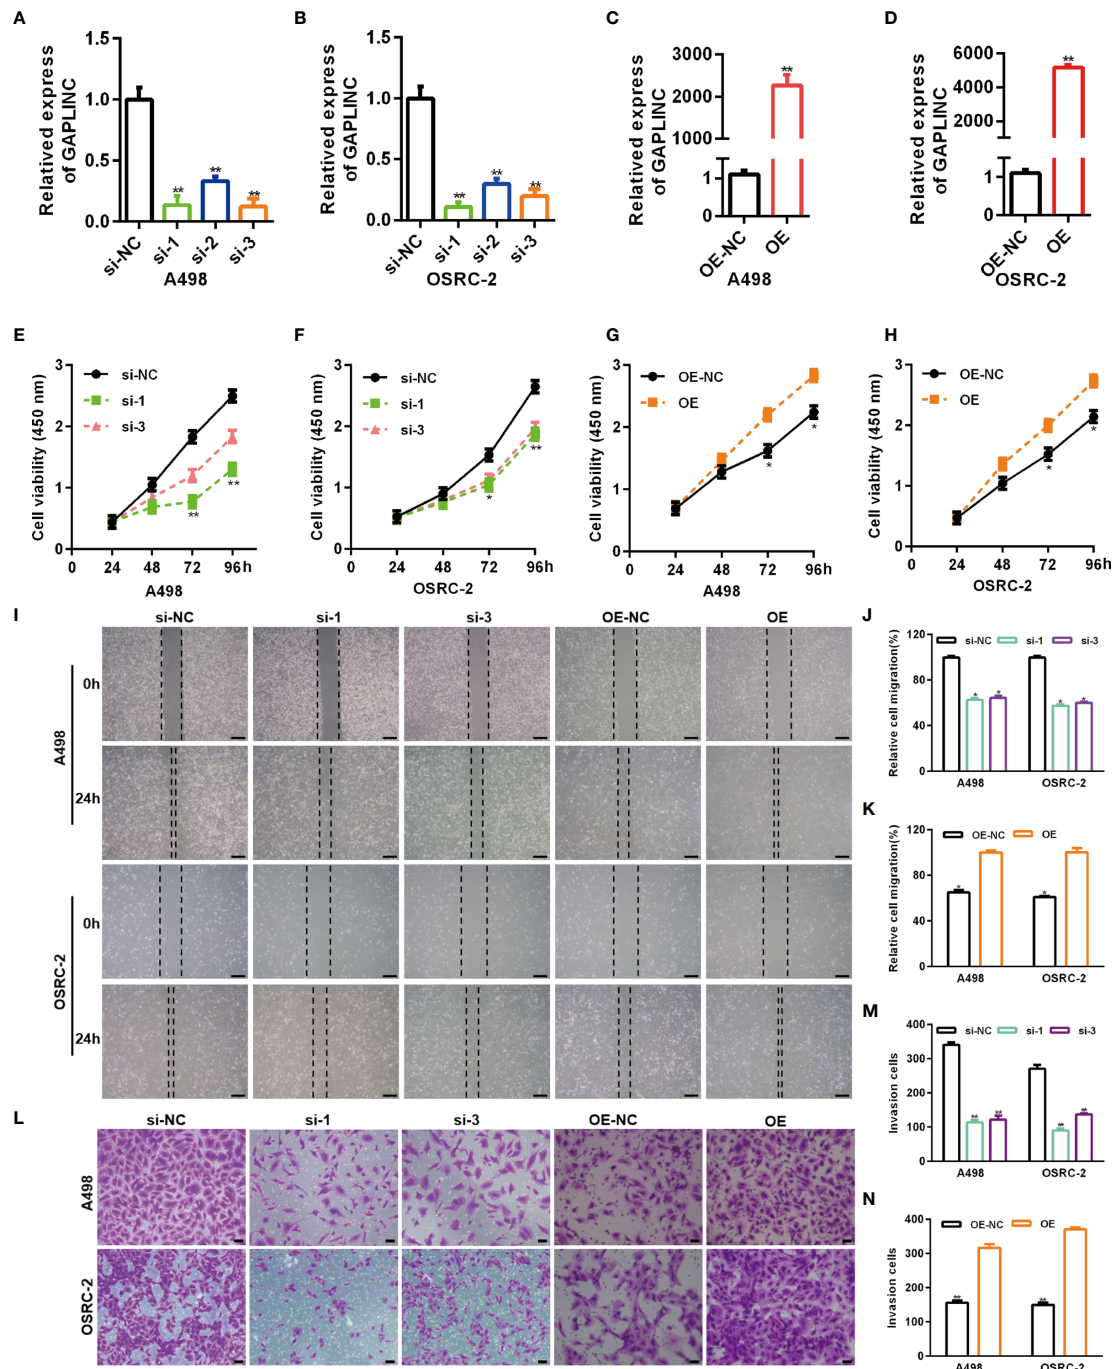 A
Relatived express
of GAPLINC
1.5
1.0
0.5
0.0
**
**
**
si-NC
si-1
si-2
si-3
A498
B
Relatived express
of GAPLINC
1.5
1.0
0.5
0.0
**
**
**
si-NC
si-1
si-2
si-3
OSRC-2
C
Relatived express
of GAPLINC
3000
2000
1000
1
0
**
OE-NC
OE
A498
D
Relatived express
of GAPLINC
6000
4000
2000
1
0
**
OE-NC
OE
OSRC-2
E
Cell viability (450 nm)
3
2
1
0
si-NC
si-1
si-3
**
**
0 24 48 72 96h
A498
F
Cell viability (450 nm)
3
2
1
0
si-NC
si-1
si-3
*
**
0 24 48 72 96h
OSRC-2
G
Cell viability (450 nm)
3
2
1
0
OE-NC
OE
*
*
0 24 48 72 96h
A498
H
Cell viability (450 nm)
3
2
1
0
OE-NC
OE
*
*
0 24 48 72 96h
OSRC-2
I
si-NC si-1 si-3 OE-NC OE
A498
0h
24h
OSRC-2
0h
24h
J
Relative cell migration(%)
si-NC si-1 si-3
120
80
40
0
* *
* *
A498 OSRC-2
K
Relative cell migration(%)
OE-NC OE
120
80
40
0
*
*
A498 OSRC-2
L
si-NC si-1 si-3 OE-NC OE
A498
OSRC-2
M
Invasion cells
si-NC si-1 si-3
400
300
200
100
0
** **
** **
A498 OSRC-2
N
Invasion cells
OE-NC OE
400
300
200
100
0
**
**
A498 OSRC-2